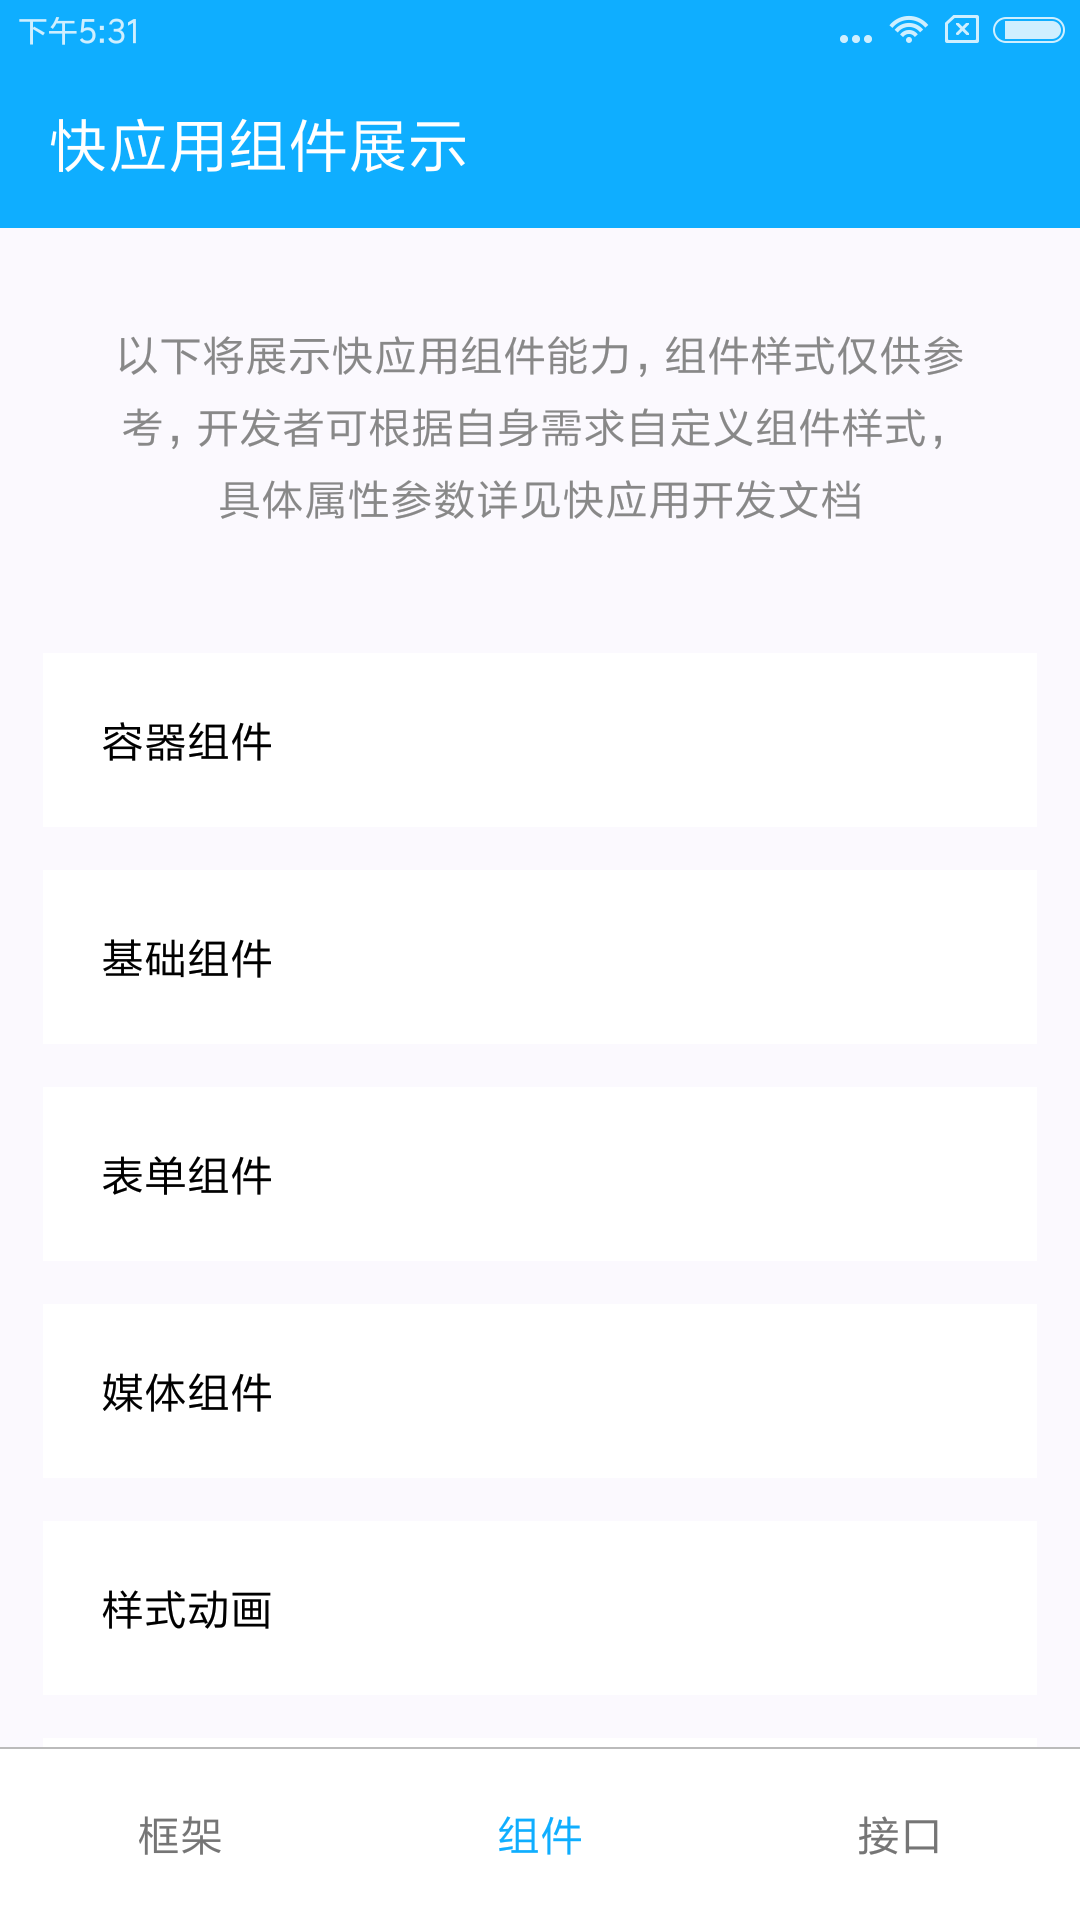 下午5:31
快应用组件展示
以下将展示快应用组件能力，组件样式仅供参
考，开发者可根据自身需求自定义组件样式，
具体属性参数详见快应用开发文档
容器组件
基础组件
表单组件
媒体组件
样式动画
框架
组件
接口